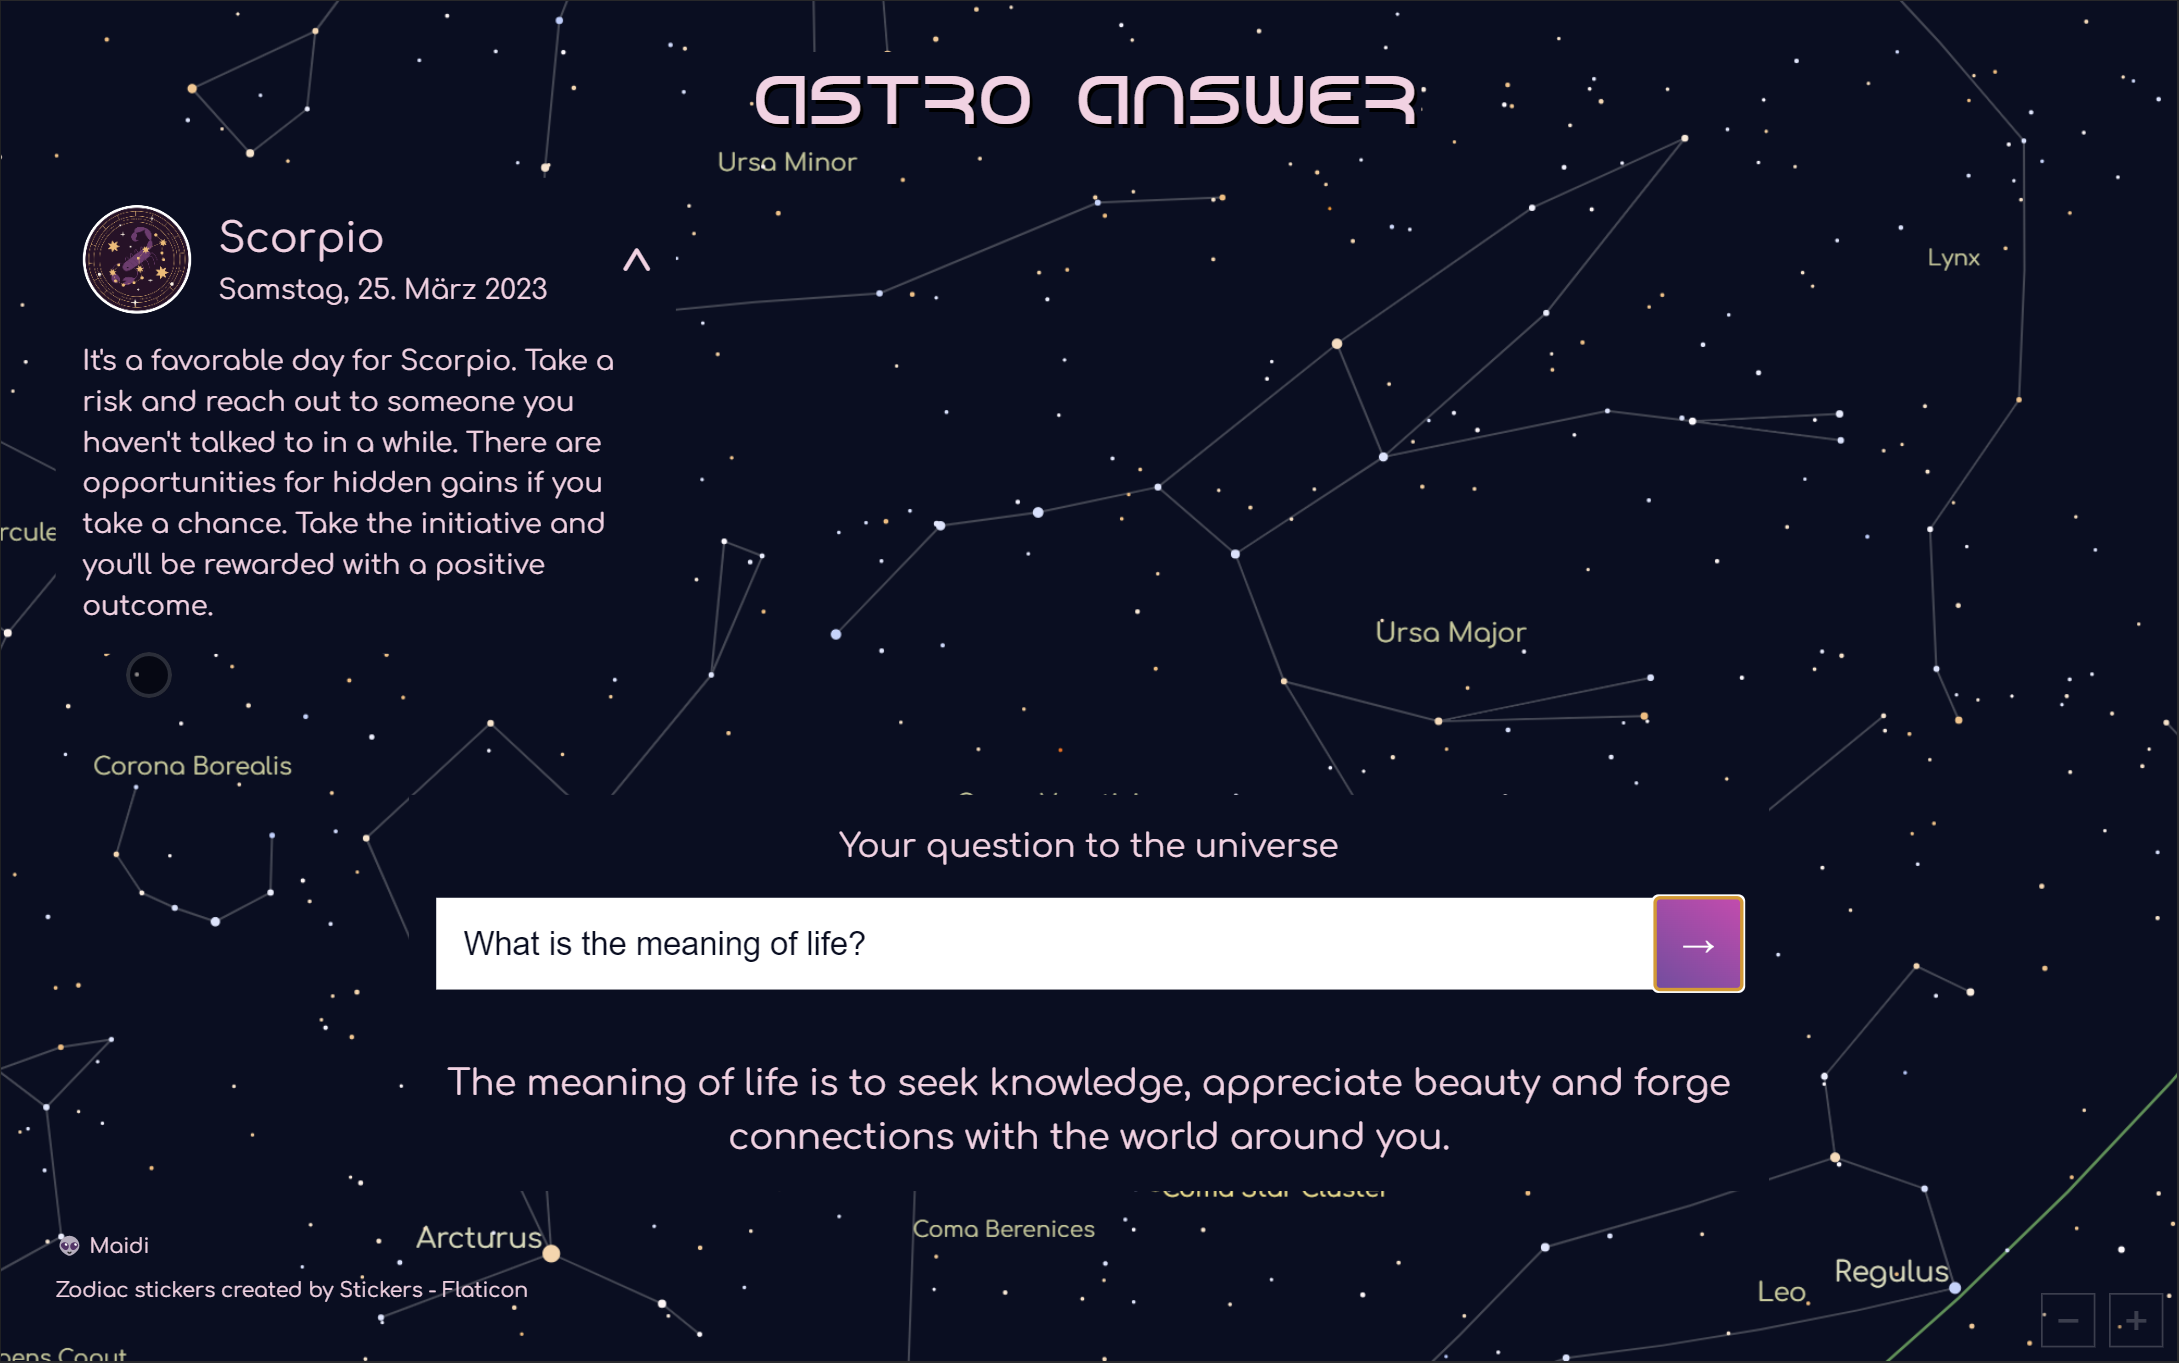 ASTRO ANSWER
Ursa Minor
Scorpio
Samstag, 25. März 2023
Lynx
It's a favorable day for Scorpio. Take a
risk and reach out to someone you
haven't talked to in a while. There are
opportunities for hidden gains if you
take a chance. Take the initiative and
you'll be rewarded with a positive
outcome.
Ursa Major
Corona Borealis
Your question to the universe
What is the meaning of life?
→
The meaning of life is to seek knowledge, appreciate beauty and forge
connections with the world around you.
Coma Star Cluster
Arcturus
Coma Berenices
Maidi
Regulus
Zodiac stickers created by Stickers - Flaticon
Leo
− +